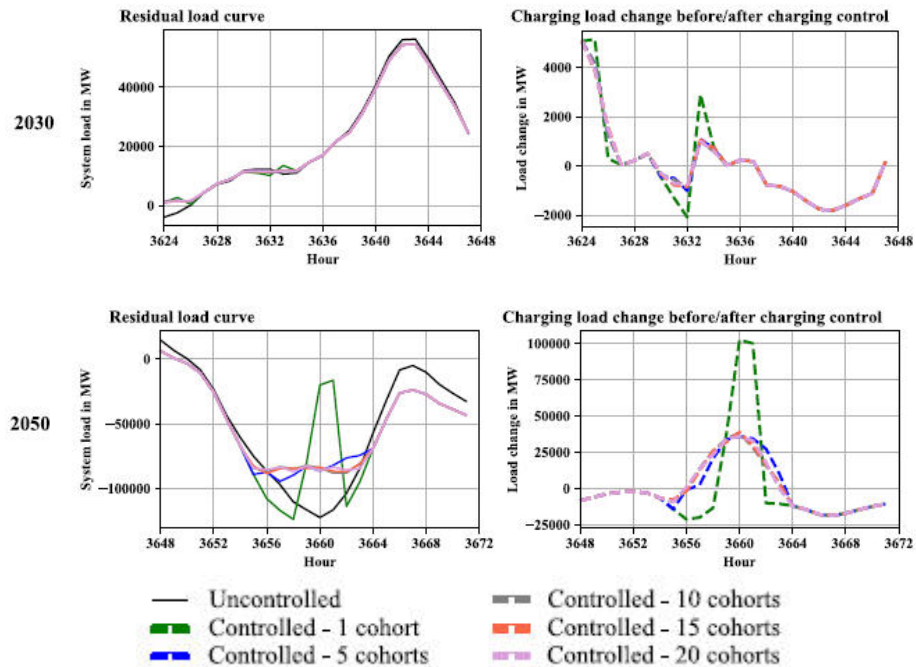 Residual load curve
Charging load change before/after charging control
2030
System load in MW
40000
20000
0
3624 3628 3632 3636 3640 3644 3648
Hour
Load change in MW
4000
2000
0
−2000
3624 3628 3632 3636 3640 3644 3648
Hour
Residual load curve
Charging load change before/after charging control
2050
System load in MW
0
−50000
−100000
3648 3652 3656 3660 3664 3668 3672
Hour
Load change in MW
100000
75000
50000
25000
0
−25000
3648 3652 3656 3660 3664 3668 3672
Hour
Uncontrolled
Controlled - 1 cohort
Controlled - 5 cohorts
Controlled - 10 cohorts
Controlled - 15 cohorts
Controlled - 20 cohorts